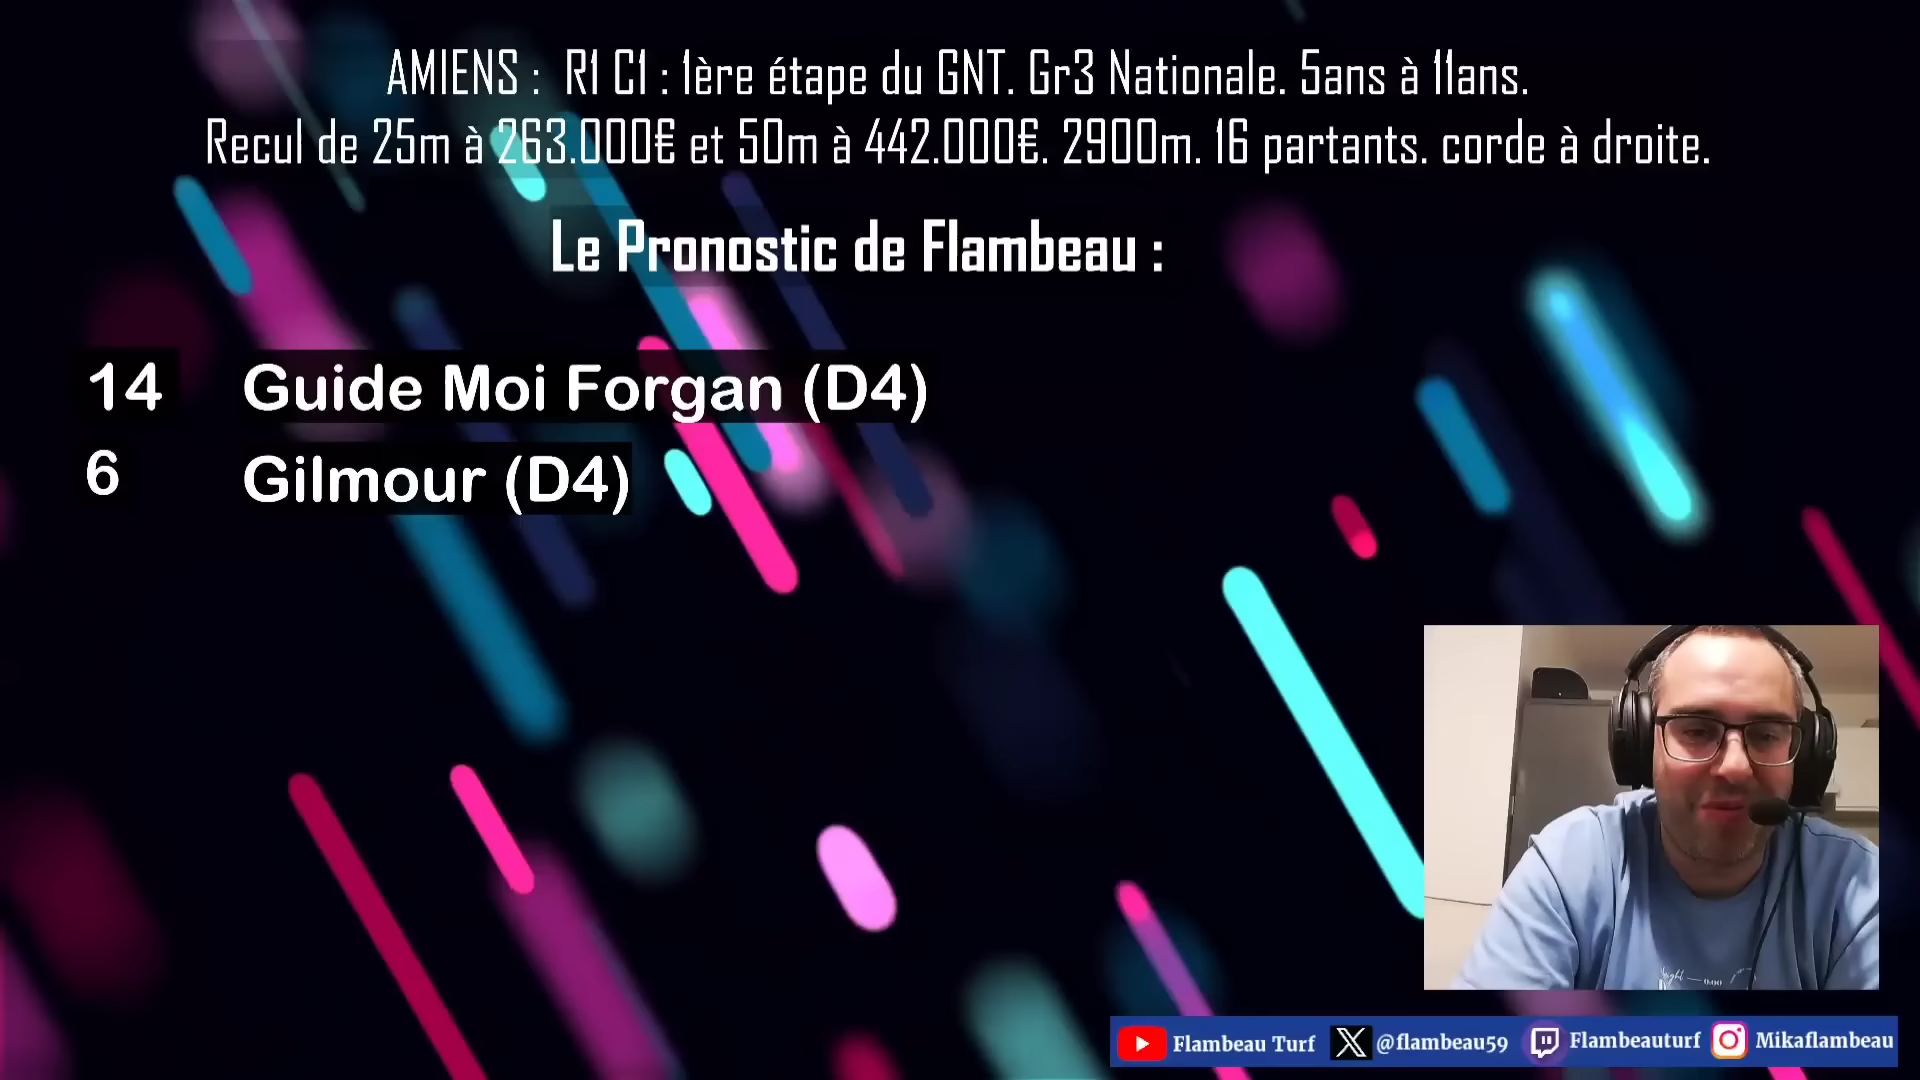 AMIENS : R1 C1 : 1ère étape du GNT. Gr3 Nationale. 5ans à 11ans.
Recul de 25m à 263.000€ et 50m à 442.000€. 2900m. 16 partants. corde à droite.
Le Pronostic de Flambeau :
14 Guide Moi Forgan (D4)
6 Gilmour (D4)
Flambeau Turf @flambeau59 Flambeauturf Mikaflambeau